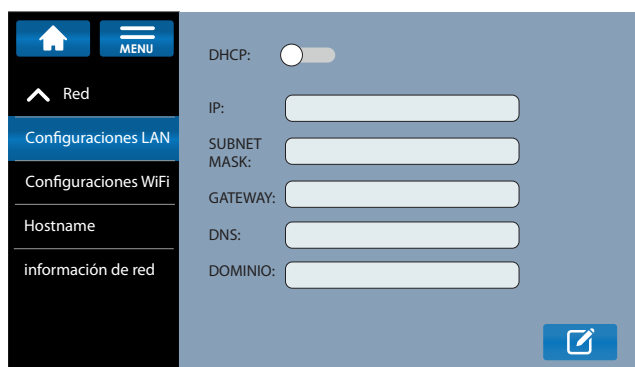 MENU
Red
Configuraciones LAN
Configuraciones WiFi
Hostname
información de red
DHCP:
IP:
SUBNET
MASK:
GATEWAY:
DNS:
DOMINIO: